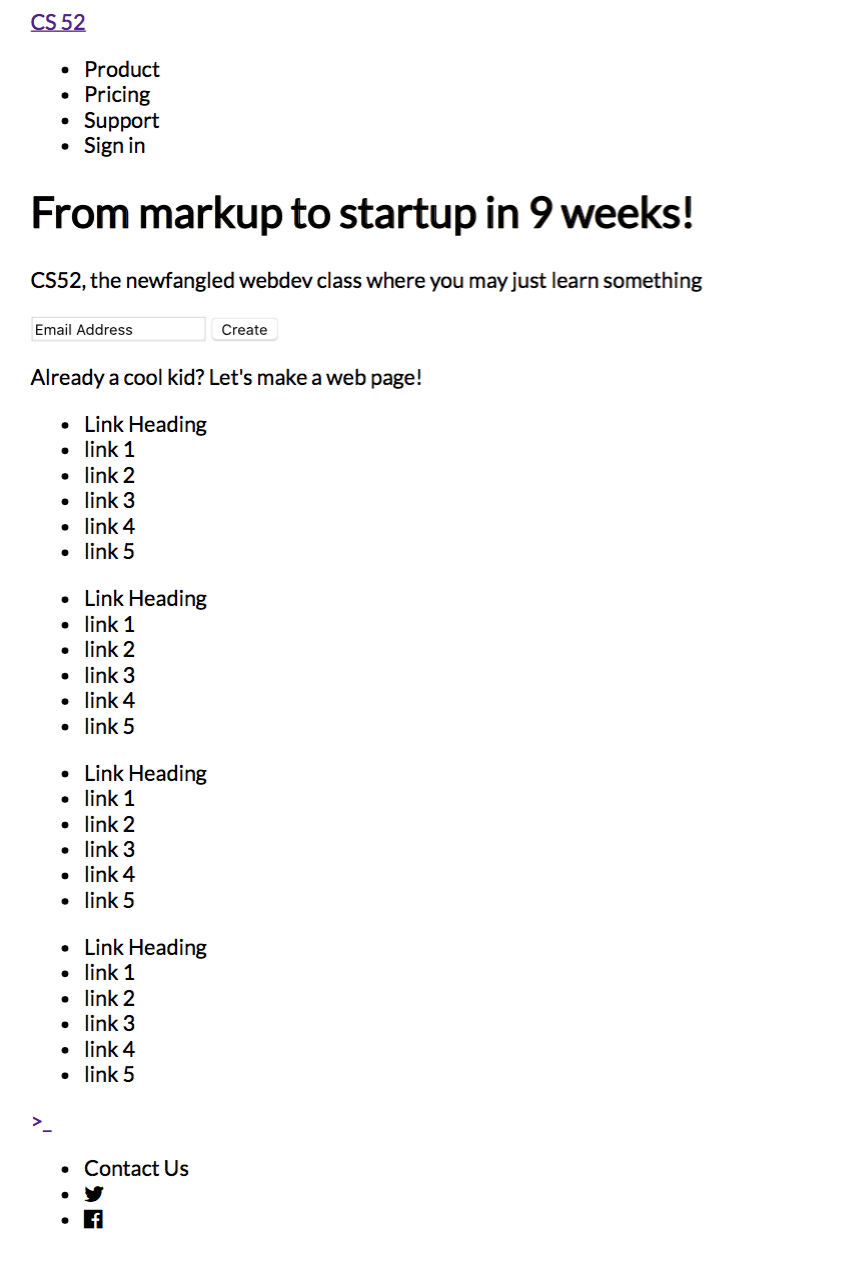 CS 52
Product
Pricing
Support
Sign in
From markup to startup in 9 weeks!
CS52, the newfangled webdev class where you may just learn something
Email Address Create
Already a cool kid? Let's make a web page!
Link Heading
link 1
link 2
link 3
link 4
link 5
Link Heading
link 1
link 2
link 3
link 4
link 5
Link Heading
link 1
link 2
link 3
link 4
link 5
Link Heading
link 1
link 2
link 3
link 4
link 5
>_
Contact Us